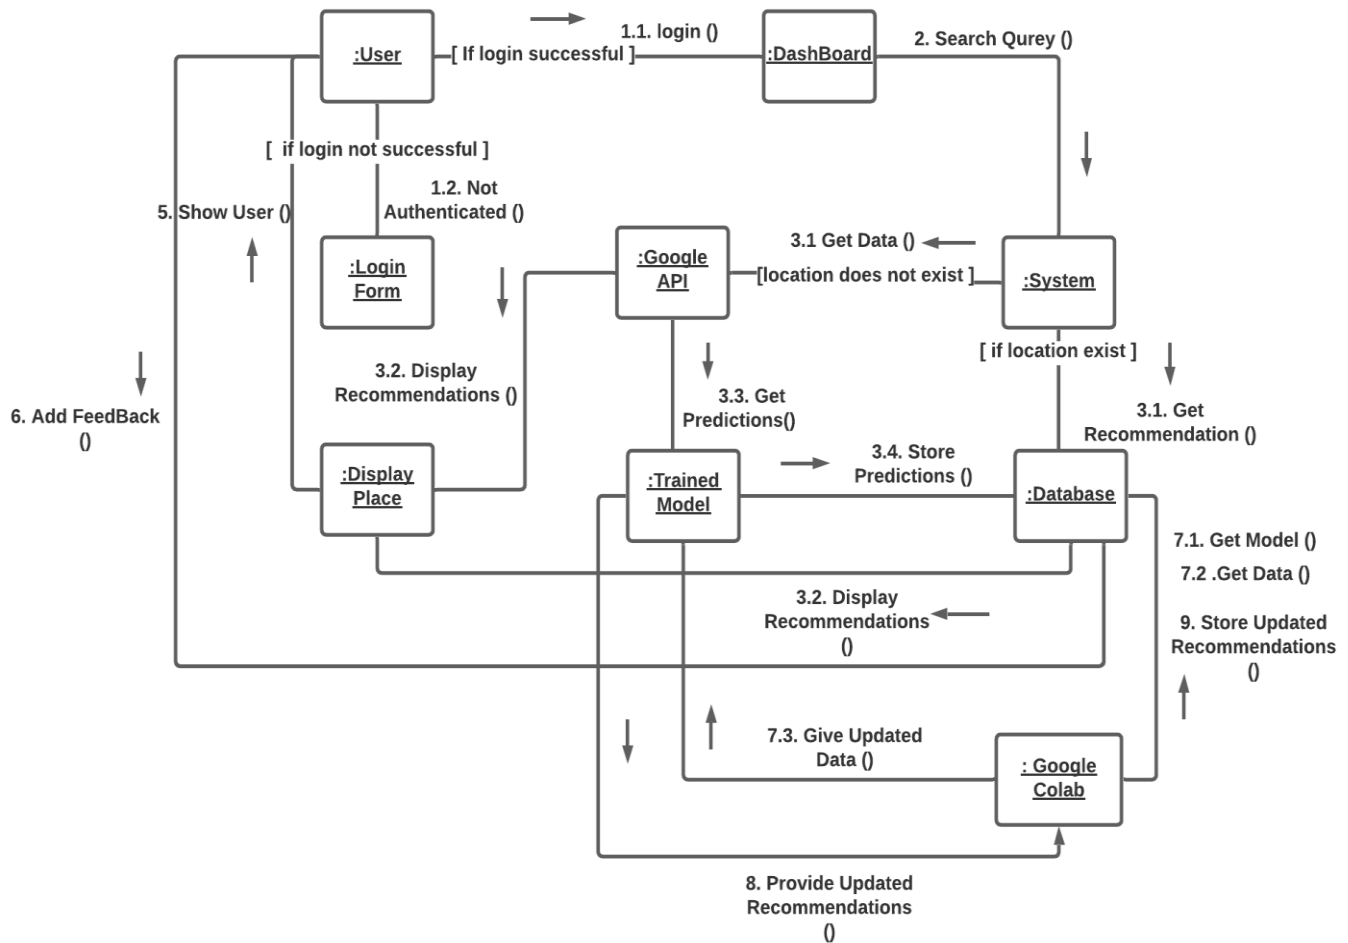 :User
1.1. login ()
[ If login successful ]
:DashBoard
2. Search Qurey ()
[  if login not successful ]
1.2. Not
Authenticated ()
5. Show User ()
:Login
Form
:Google
API
3.1 Get Data ()
[location does not exist ]
:System
[ if location exist ]
3.2. Display
Recommendations ()
3.3. Get
Predictions()
3.1. Get
Recommendation ()
6. Add FeedBack
()
:Display
Place
:Trained
Model
3.4. Store
Predictions ()
:Database
7.1. Get Model ()
7.2 .Get Data ()
3.2. Display
Recommendations
()
9. Store Updated
Recommendations
()
7.3. Give Updated
Data ()
: Google
Colab
8. Provide Updated
Recommendations
()